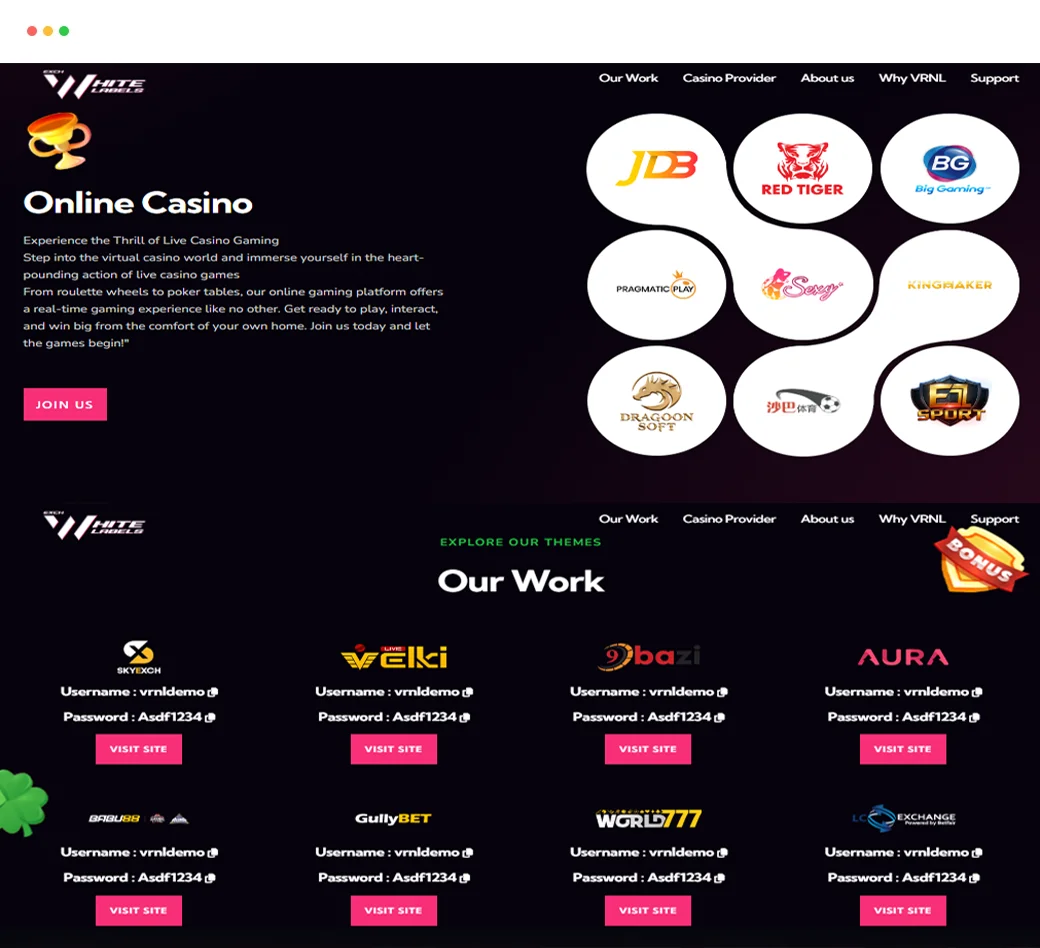 EXCH
WHITE
LABELS
Our Work Casino Provider About us Why VRNL Support
Online Casino
Experience the Thrill of Live Casino Gaming
Step into the virtual casino world and immerse yourself in the heart-
pounding action of live casino games
From roulette wheels to poker tables, our online gaming platform offers
a real-time gaming experience like no other. Get ready to play, interact,
and win big from the comfort of your own home. Join us today and let
the games begin!"
JOIN US
JDB
RED TIGER
BG
Big Gaming
PRAGMATIC PLAY
Sexy
KINGMAKER
DRAGOON
SOFT
沙巴体育
E1
SPORT
EXCH
WHITE
LABELS
Our Work Casino Provider About us Why VRNL Support
EXPLORE OUR THEMES
BONUS
Our Work
SKYEXCH
LIVE
Velki
9bazi
AURA
Username : vrnldemo Username : vrnldemo Username : vrnldemo Username : vrnldemo
Password : Asdf1234 Password : Asdf1234 Password : Asdf1234 Password : Asdf1234
VISIT SITE VISIT SITE VISIT SITE VISIT SITE
BABU88
GullyBET
WORLD777
LC EXCHANGE
Powered by Betfair
Username : vrnldemo Username : vrnldemo Username : vrnldemo Username : vrnldemo
Password : Asdf1234 Password : Asdf1234 Password : Asdf1234 Password : Asdf1234
VISIT SITE VISIT SITE VISIT SITE VISIT SITE